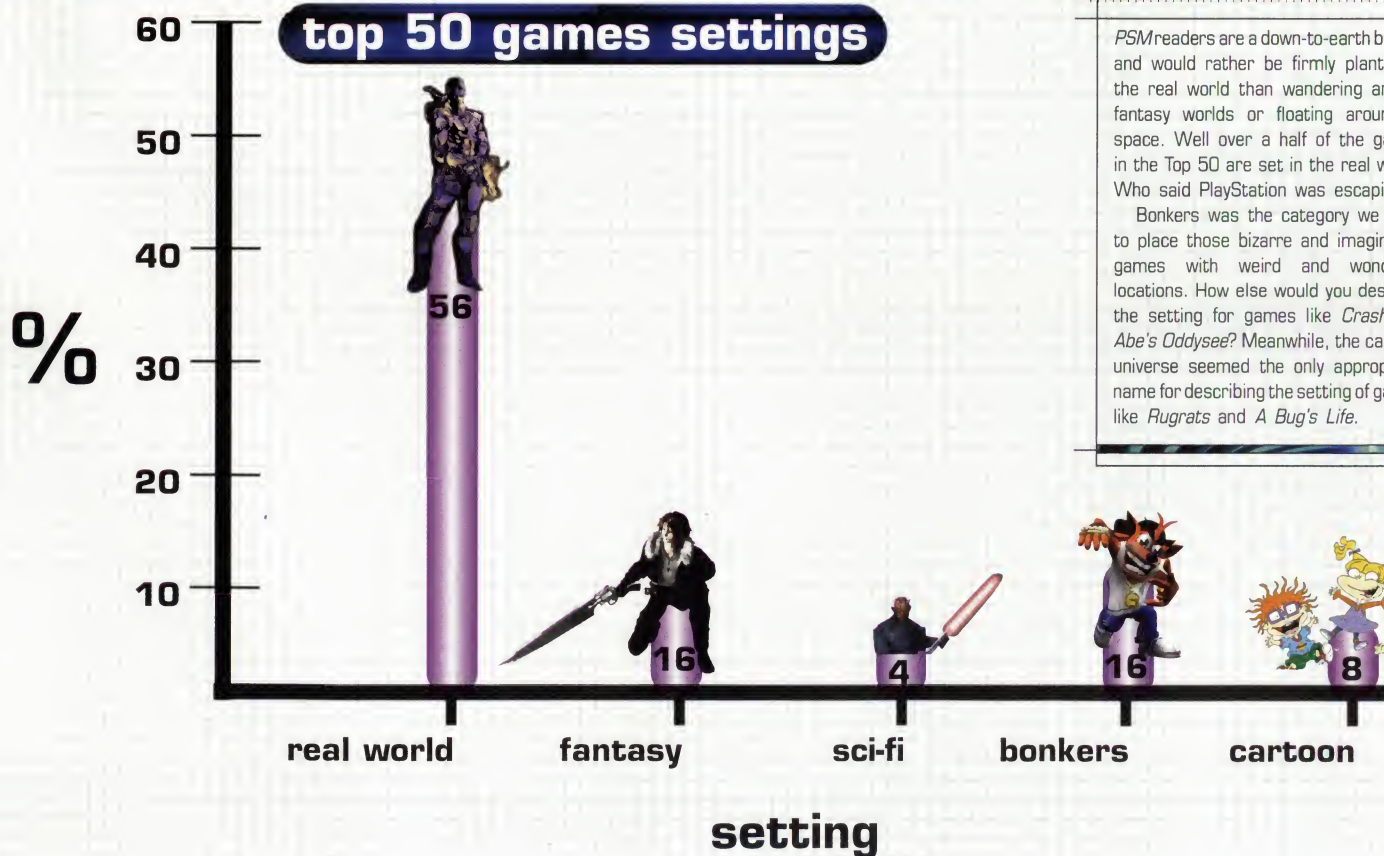 top 50 games settings
60
50
40
30
20
10
%
56
16
4
16
8
real world
fantasy
sci-fi
bonkers
cartoon
setting
PSM readers are a down-to-earth b
and would rather be firmly plant
the real world than wandering ar
fantasy worlds or floating aroun
space. Well over a half of the ga
in the Top 50 are set in the real w
Who said PlayStation was escapi
Bonkers was the category we
to place those bizarre and imagin
games with weird and wond
locations. How else would you des
the setting for games like Crash
Abe's Oddysee? Meanwhile, the ca
universe seemed the only approp
name for describing the setting of ga
like Rugrats and A Bug's Life.